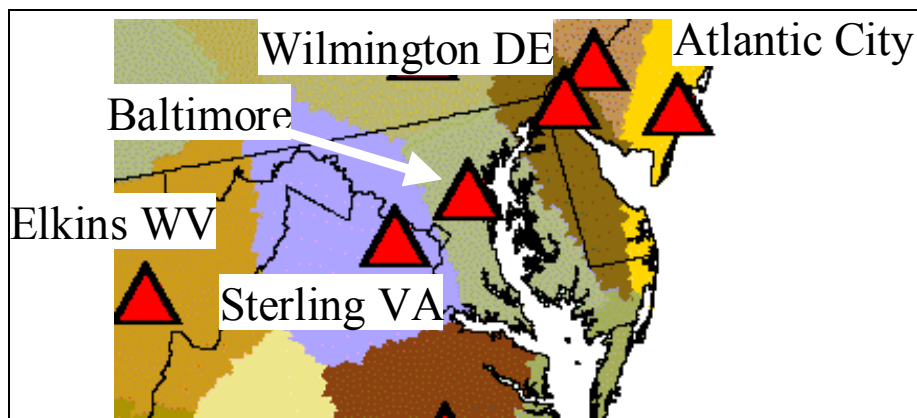 Wilmington DE
Atlantic City
Baltimore
Elkins WV
Sterling VA